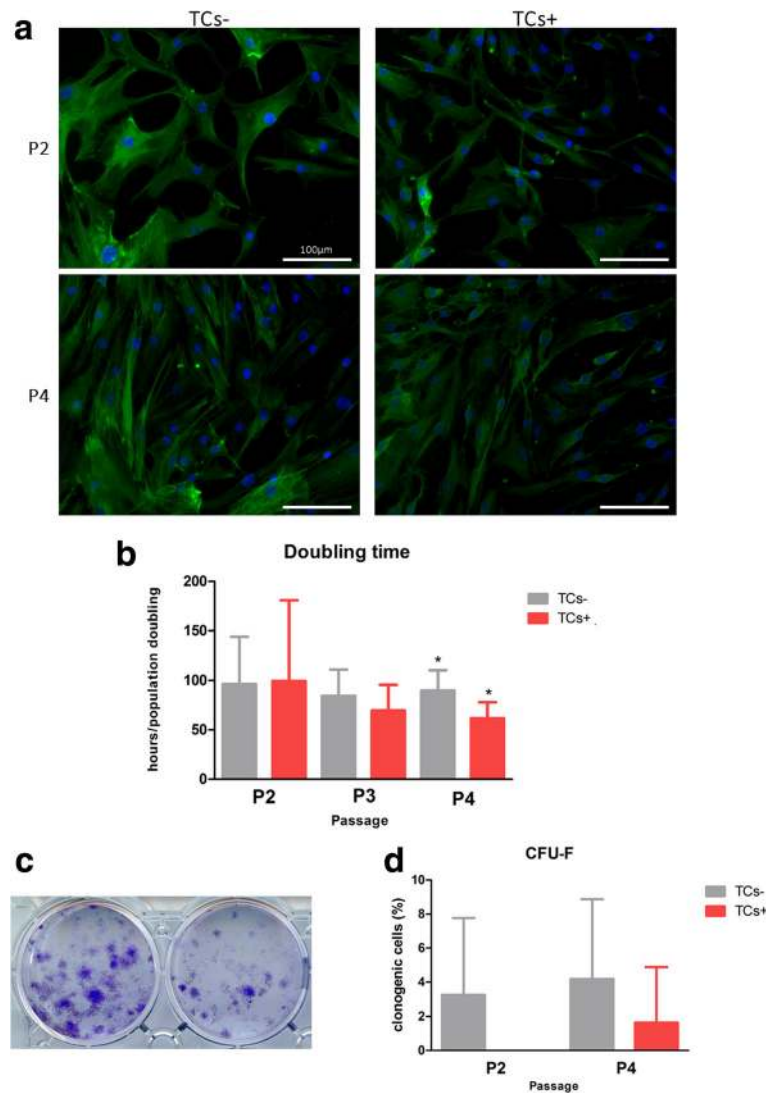 a
TCs-
TCs+
P2
100µm
P4
b
Doubling time
hours/population doubling
200
150
100
50
0
*
*
TCs-
TCs+ .
P2
P3
P4
Passage
c
d
CFU-F
clonogenic cells (%)
10
8
6
4
2
0
TCs-
TCs+
P2
P4
Passage